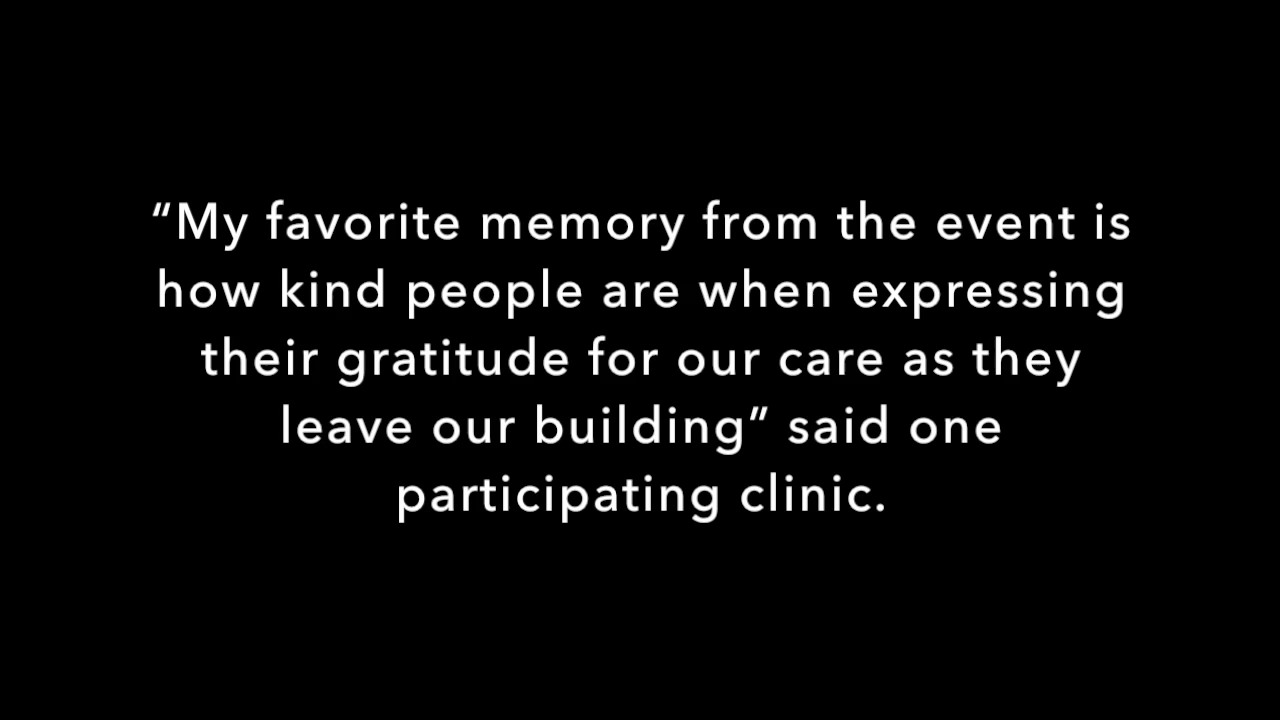 “My favorite memory from the event is
how kind people are when expressing
their gratitude for our care as they
leave our building” said one
participating clinic.